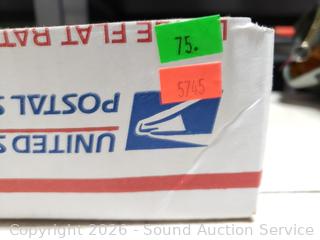 E FLAT RAT
75.
5745
POSTAL S
UNITED S
Copyright 2026 - Sound Auction Service